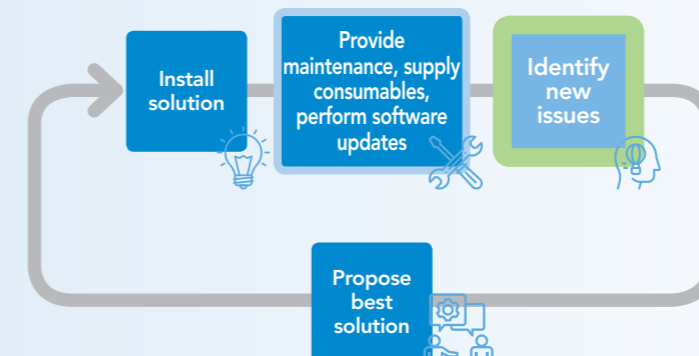 Install
solution
Provide
maintenance, supply
consumables,
perform software
updates
Identify
new
issues
Propose
best
solution